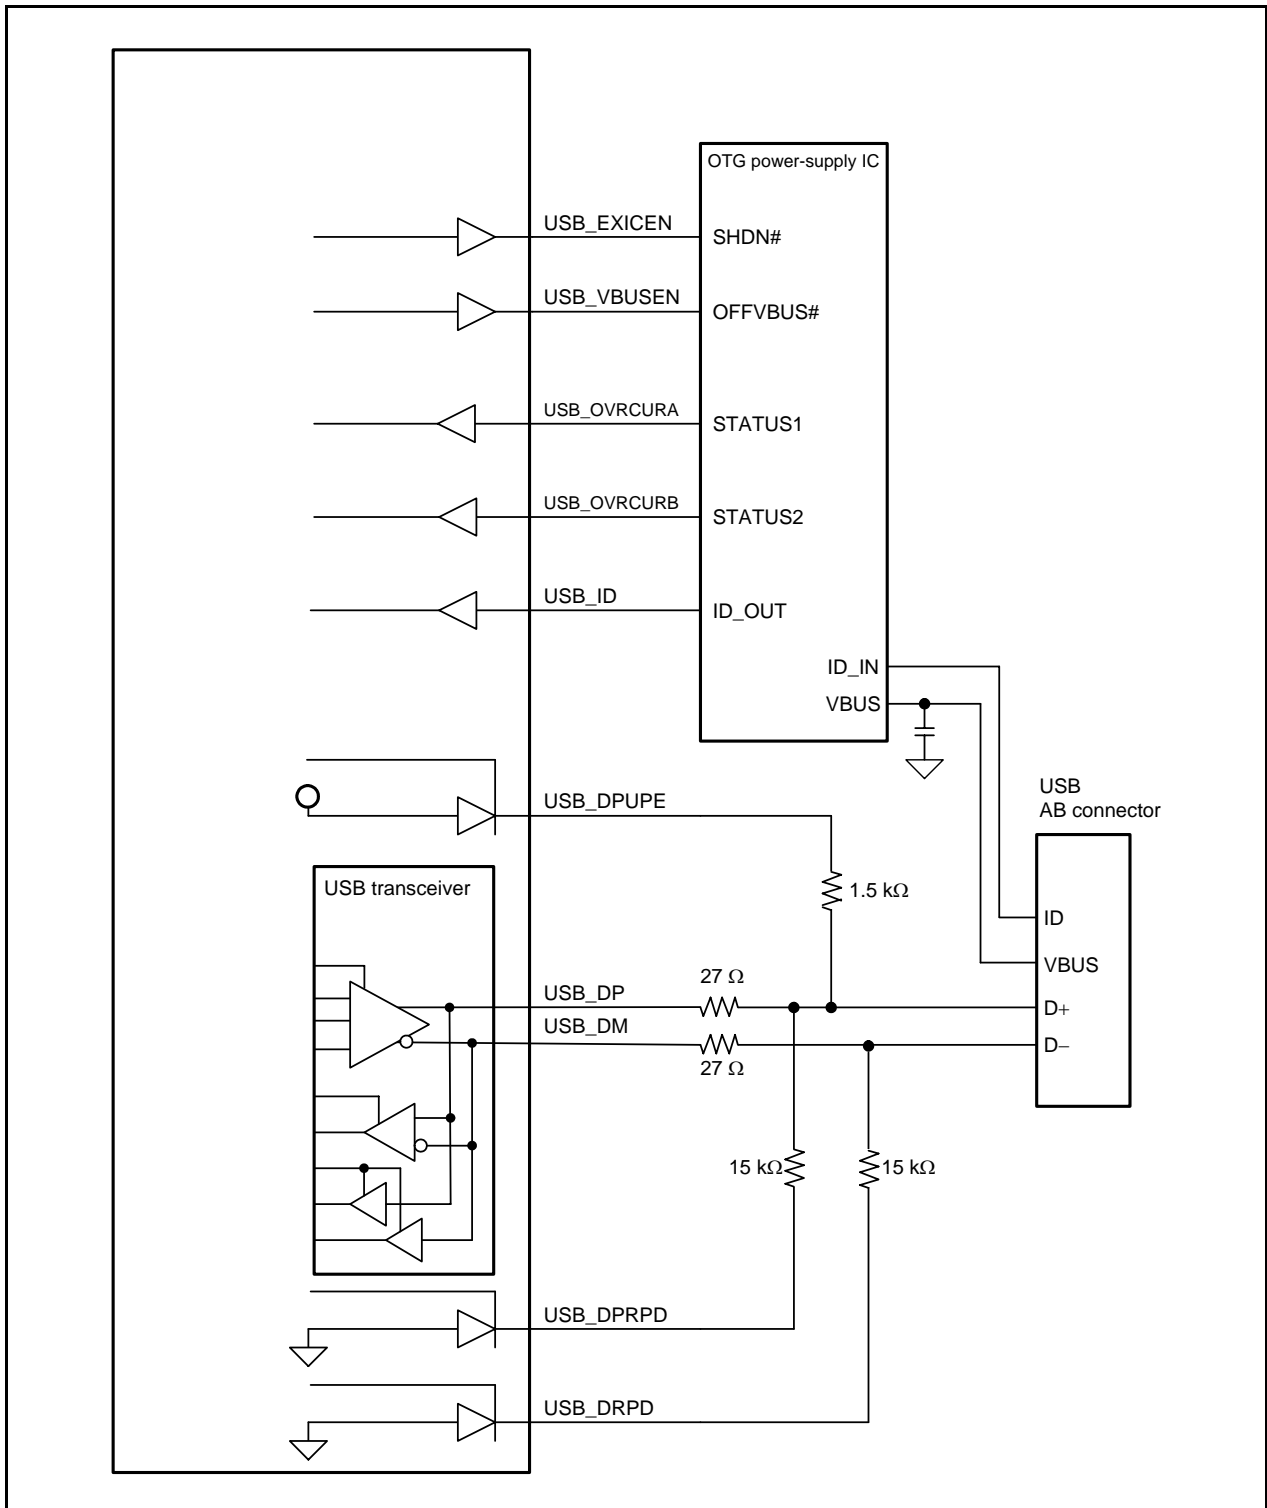 OTG power-supply IC
USB_EXICEN
SHDN#
USB_VBUSEN
OFFVBUS#
USB_OVRCURA
STATUS1
USB_OVRCURB
STATUS2
USB_ID
ID_OUT
ID_IN
VBUS
USB
AB connector
USB_DPUPE
USB transceiver
1.5 kΩ
ID
VBUS
27 Ω
USB_DP
D+
USB_DM
D−
27 Ω
15 kΩ
15 kΩ
USB_DPRPD
USB_DRPD